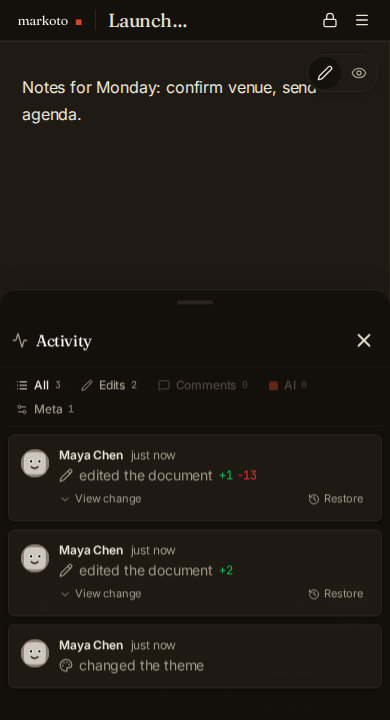 markoto
Launch...
Notes for Monday: confirm venue, send
agenda.
Activity
All 3 Edits 2 Comments 0 AI 0
Meta 1
Maya Chen just now
edited the document +1 -13
View change Restore
Maya Chen just now
edited the document +2
View change Restore
Maya Chen just now
changed the theme